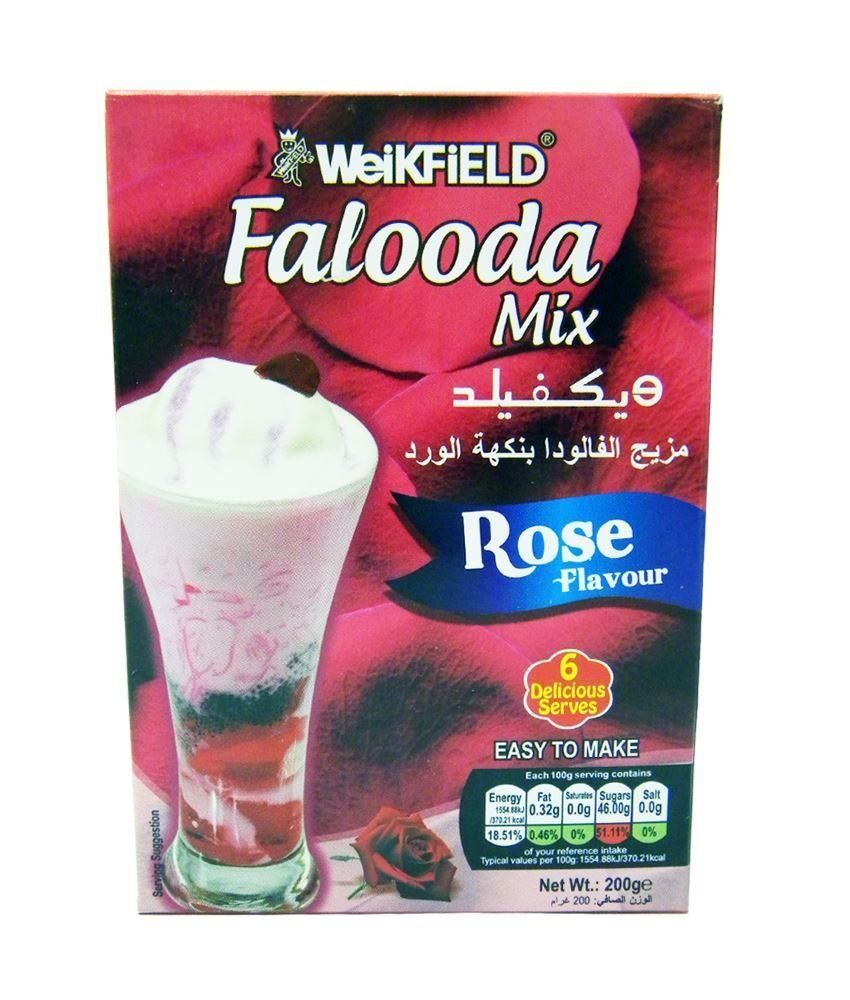 WeiKFiELD®
Falooda
Mix
ويكفيلد
مزيج الفالودا بنكهة الورد
Rose
Flavour
6
Delicious
Serves
EASY TO MAKE
Each 100g serving contains
Energy Fat Saturates Sugars Salt
1554.88kJ 0.32g 0.0g 46.00g 0.0g
/370.21 kcal
18.51% 0.46% 0% 51.11% 0%
of your reference intake
Typical values per 100g: 1554.88kJ/370.21kcal
Net Wt.: 200g℮
الوزن الصافي: 200 غرام
Serving Suggestion